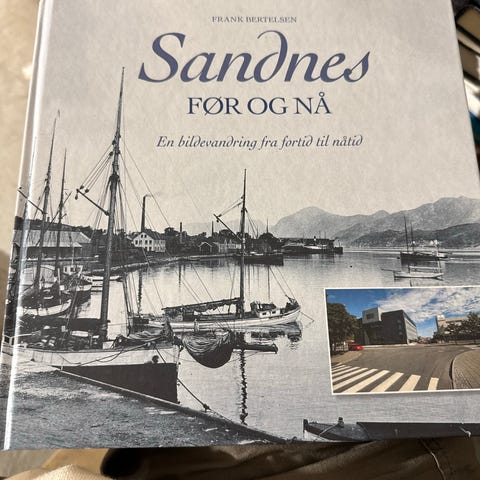 FRANK BERTELSEN
Sandnes
FØR OG NÅ
En bildevandring fra fortid til nåtid